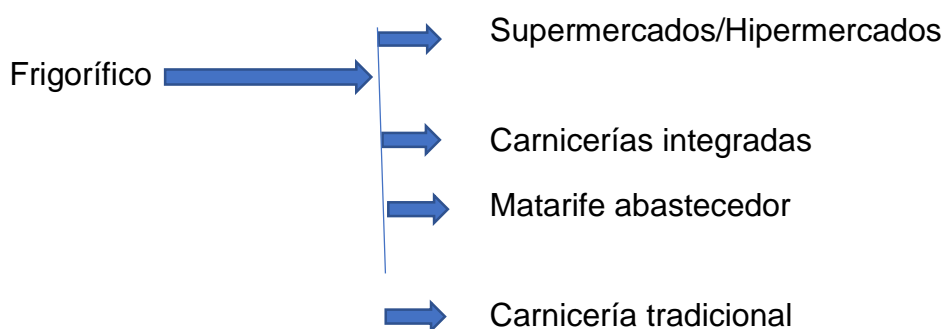 Supermercados/Hipermercados
Frigorífico
Carnicerías integradas
Matarife abastecedor
Carnicería tradicional